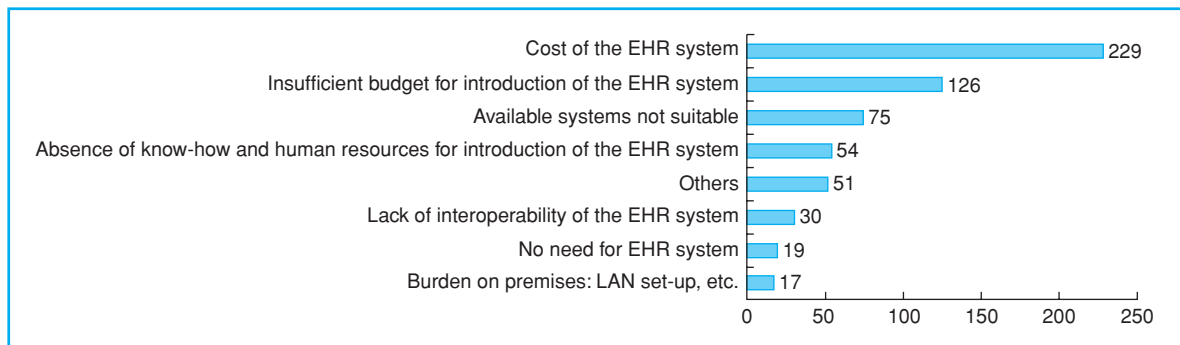 Cost of the EHR system 229
Insufficient budget for introduction of the EHR system 126
Available systems not suitable 75
Absence of know-how and human resources for introduction of the EHR system 54
Others 51
Lack of interoperability of the EHR system 30
No need for EHR system 19
Burden on premises: LAN set-up, etc. 17
0 50 100 150 200 250